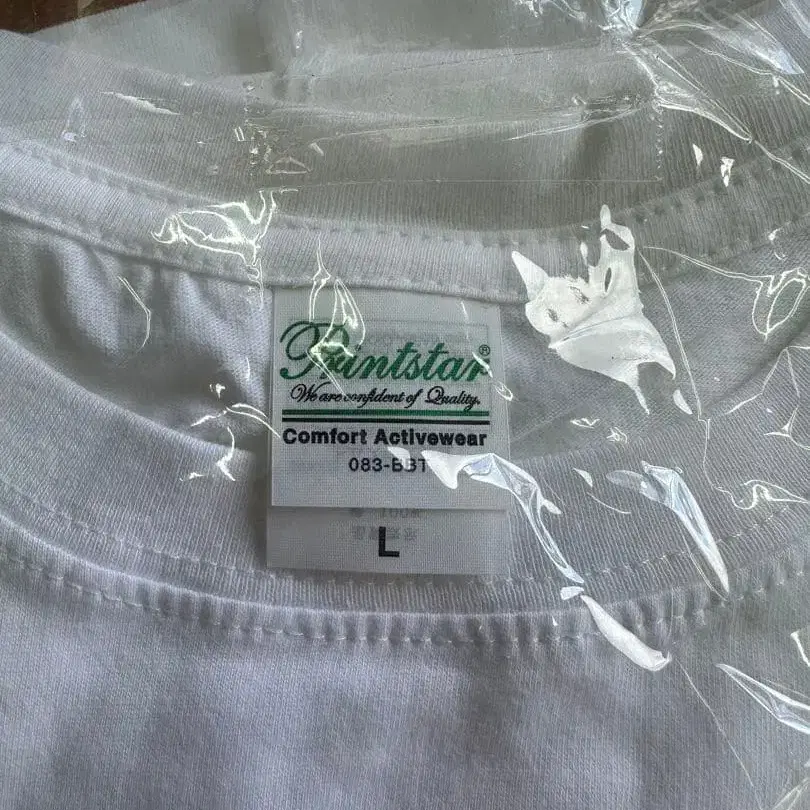 Printstar®
We are confident of Quality.
Comfort Activewear
083-BBT
L